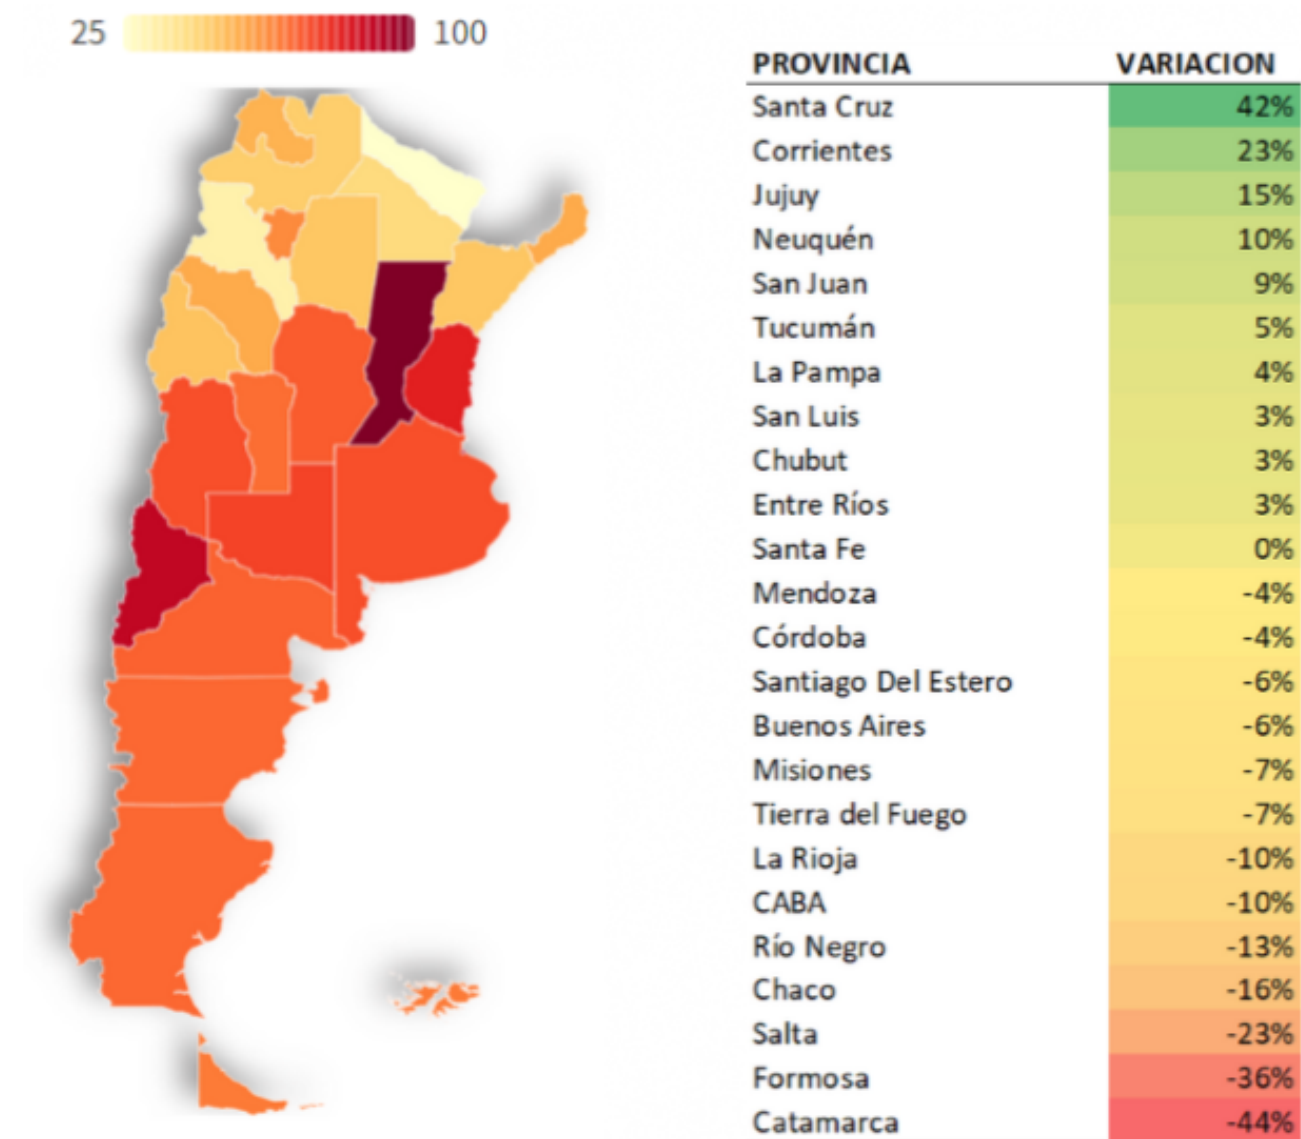 25 100
PROVINCIA VARIACION
Santa Cruz 42%
Corrientes 23%
Jujuy 15%
Neuquén 10%
San Juan 9%
Tucumán 5%
La Pampa 4%
San Luis 3%
Chubut 3%
Entre Ríos 3%
Santa Fe 0%
Mendoza -4%
Córdoba -4%
Santiago Del Estero -6%
Buenos Aires -6%
Misiones -7%
Tierra del Fuego -7%
La Rioja -10%
CABA -10%
Río Negro -13%
Chaco -16%
Salta -23%
Formosa -36%
Catamarca -44%